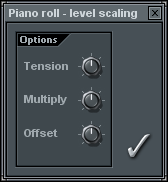 Piano roll - level scaling
Options
Tension
Multiply
Offset